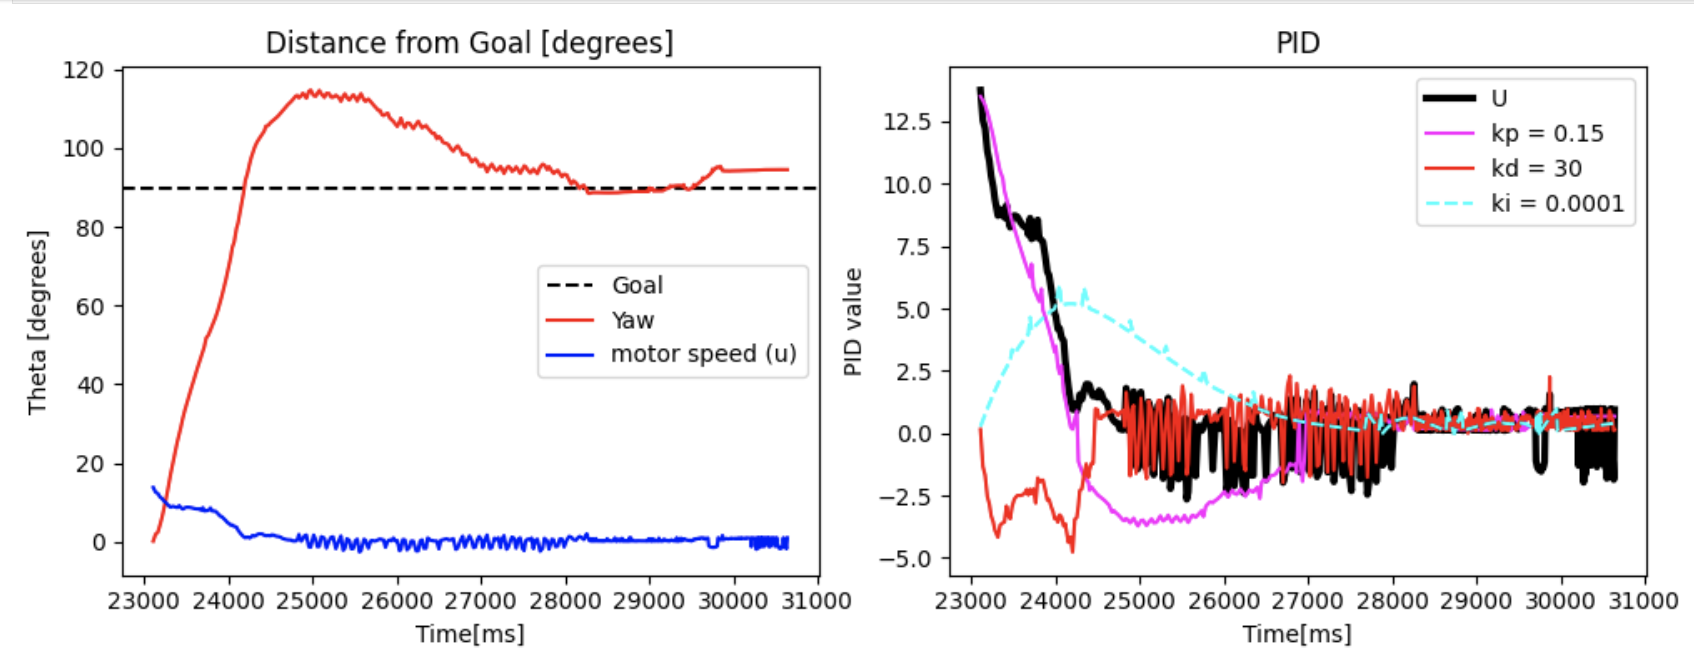 Distance from Goal [degrees]
Theta [degrees]
120
100
80
60
40
20
0
Goal
Yaw
motor speed (u)
23000 24000 25000 26000 27000 28000 29000 30000 31000
Time[ms]
PID
PID value
12.5
10.0
7.5
5.0
2.5
0.0
−2.5
−5.0
U
kp = 0.15
kd = 30
ki = 0.0001
23000 24000 25000 26000 27000 28000 29000 30000 31000
Time[ms]